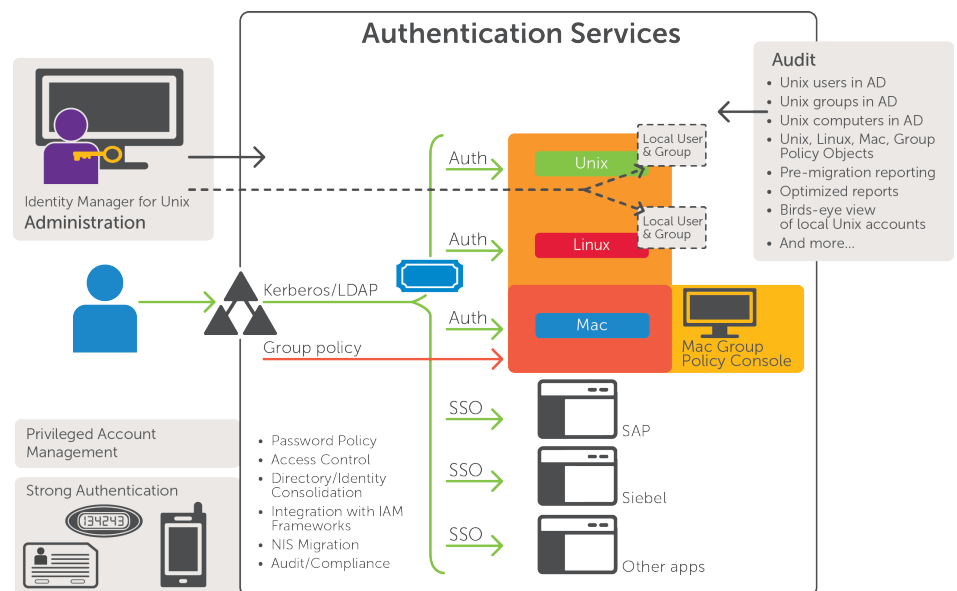 Authentication Services
Identity Manager for Unix
Administration
Audit
• Unix users in AD
• Unix groups in AD
• Unix computers in AD
• Unix, Linux, Mac, Group
Policy Objects
• Pre-migration reporting
• Optimized reports
• Birds-eye view
of local Unix accounts
• And more...
Auth
Unix
Local User
& Group
Local User
& Group
Auth
Linux
Kerberos/LDAP
Auth
Mac
Group policy
Mac Group
Policy Console
SSO
SAP
SSO
Siebel
SSO
Other apps
Privileged Account
Management
Strong Authentication
134243
• Password Policy
• Access Control
• Directory/Identity
Consolidation
• Integration with IAM
Frameworks
• NIS Migration
• Audit/Compliance